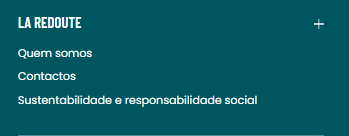 LA REDOUTE
Quem somos
Contactos
Sustentabilidade e responsabilidade social